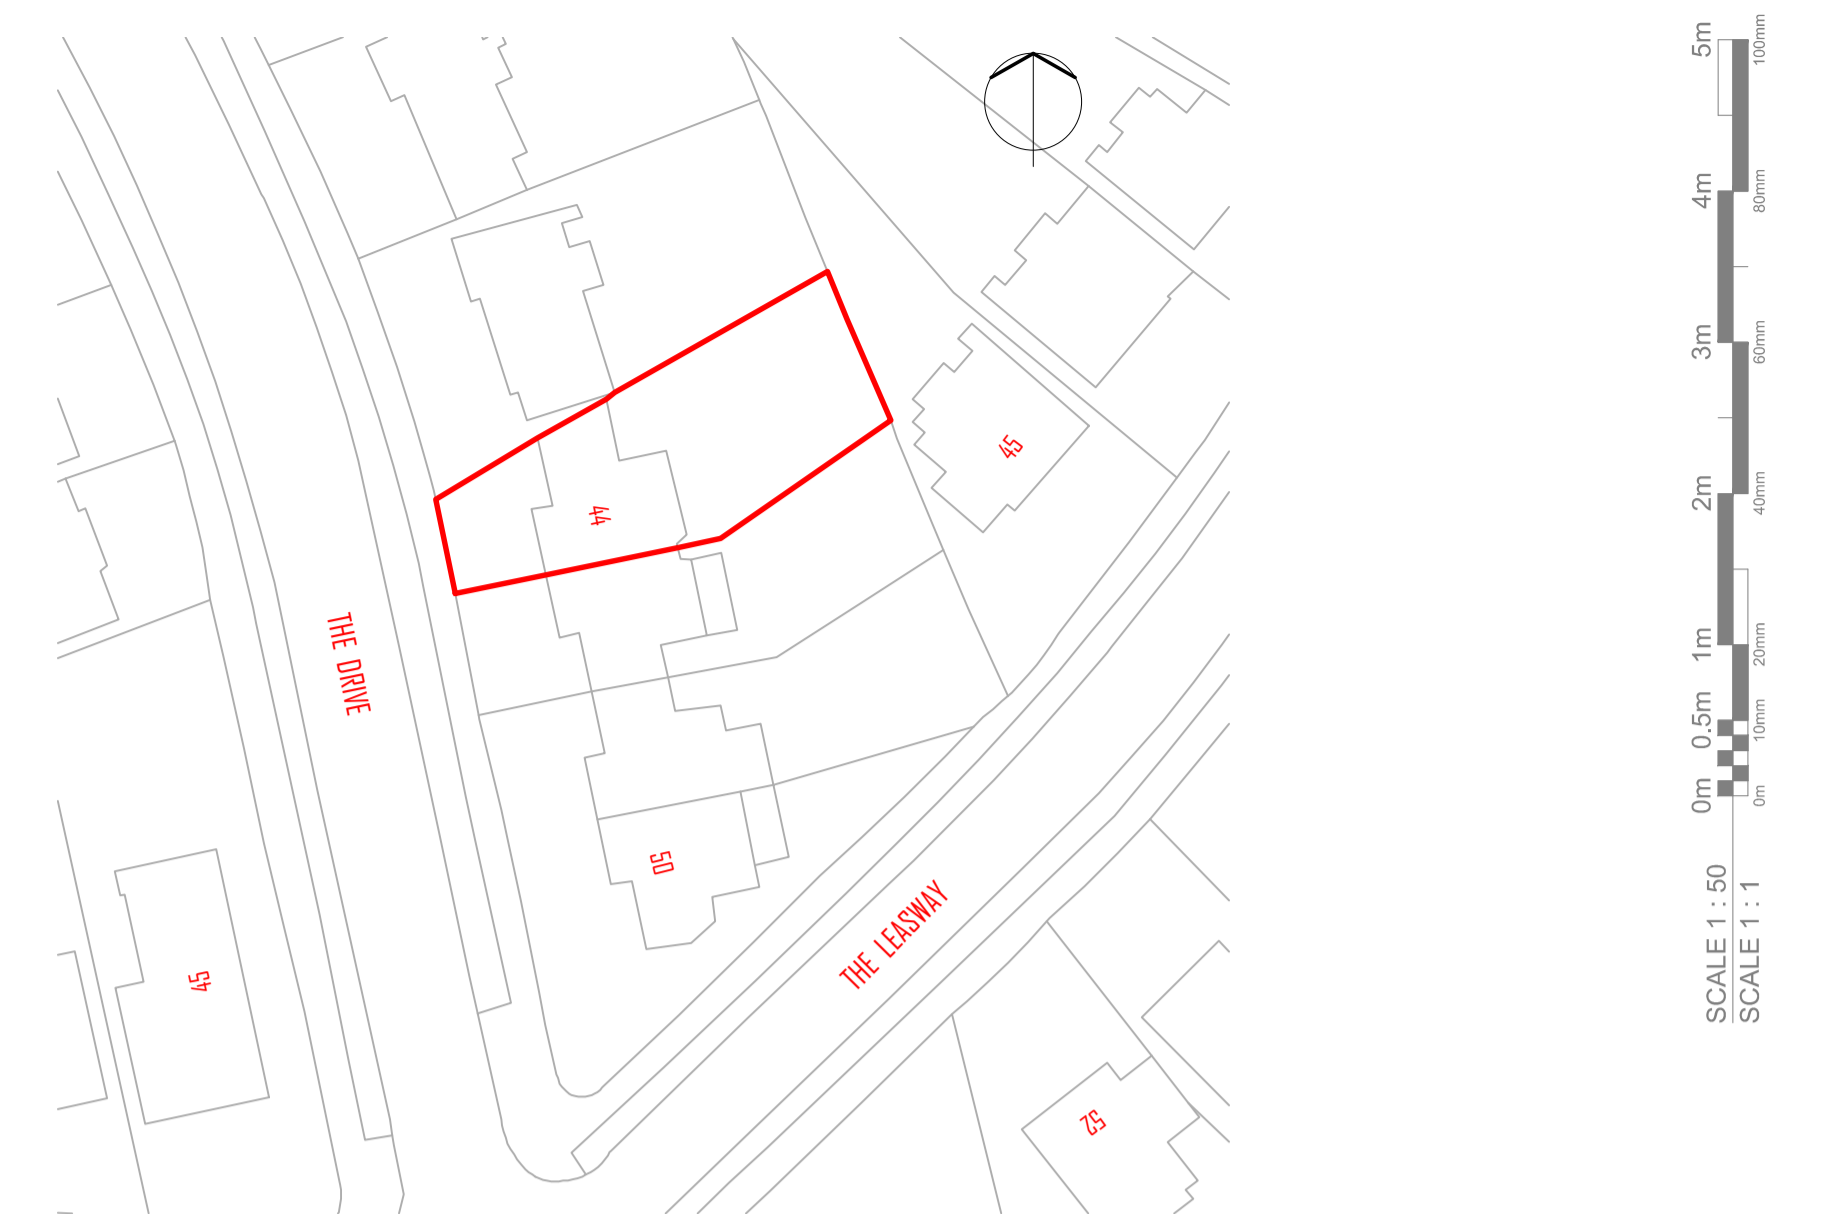 45
44
THE DRIVE
50
THE LEASWAY
45
52
5m
100mm
4m
80mm
3m
60mm
2m
40mm
1m
20mm
0.5m
10mm
0m
0m
SCALE 1 : 50
SCALE 1 : 1